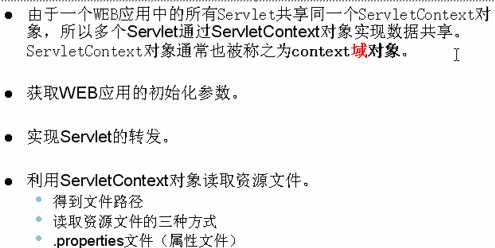 由于一个WEB应用中的所有Servlet共享同一个ServletContext对
象，所以多个Servlet通过ServletContext对象实现数据共享。
ServletContext对象通常也被称之为context域对象。
获取WEB应用的初始化参数。
实现Servlet的转发。
利用ServletContext对象读取资源文件。
得到文件路径
读取资源文件的三种方式
.properties文件（属性文件）